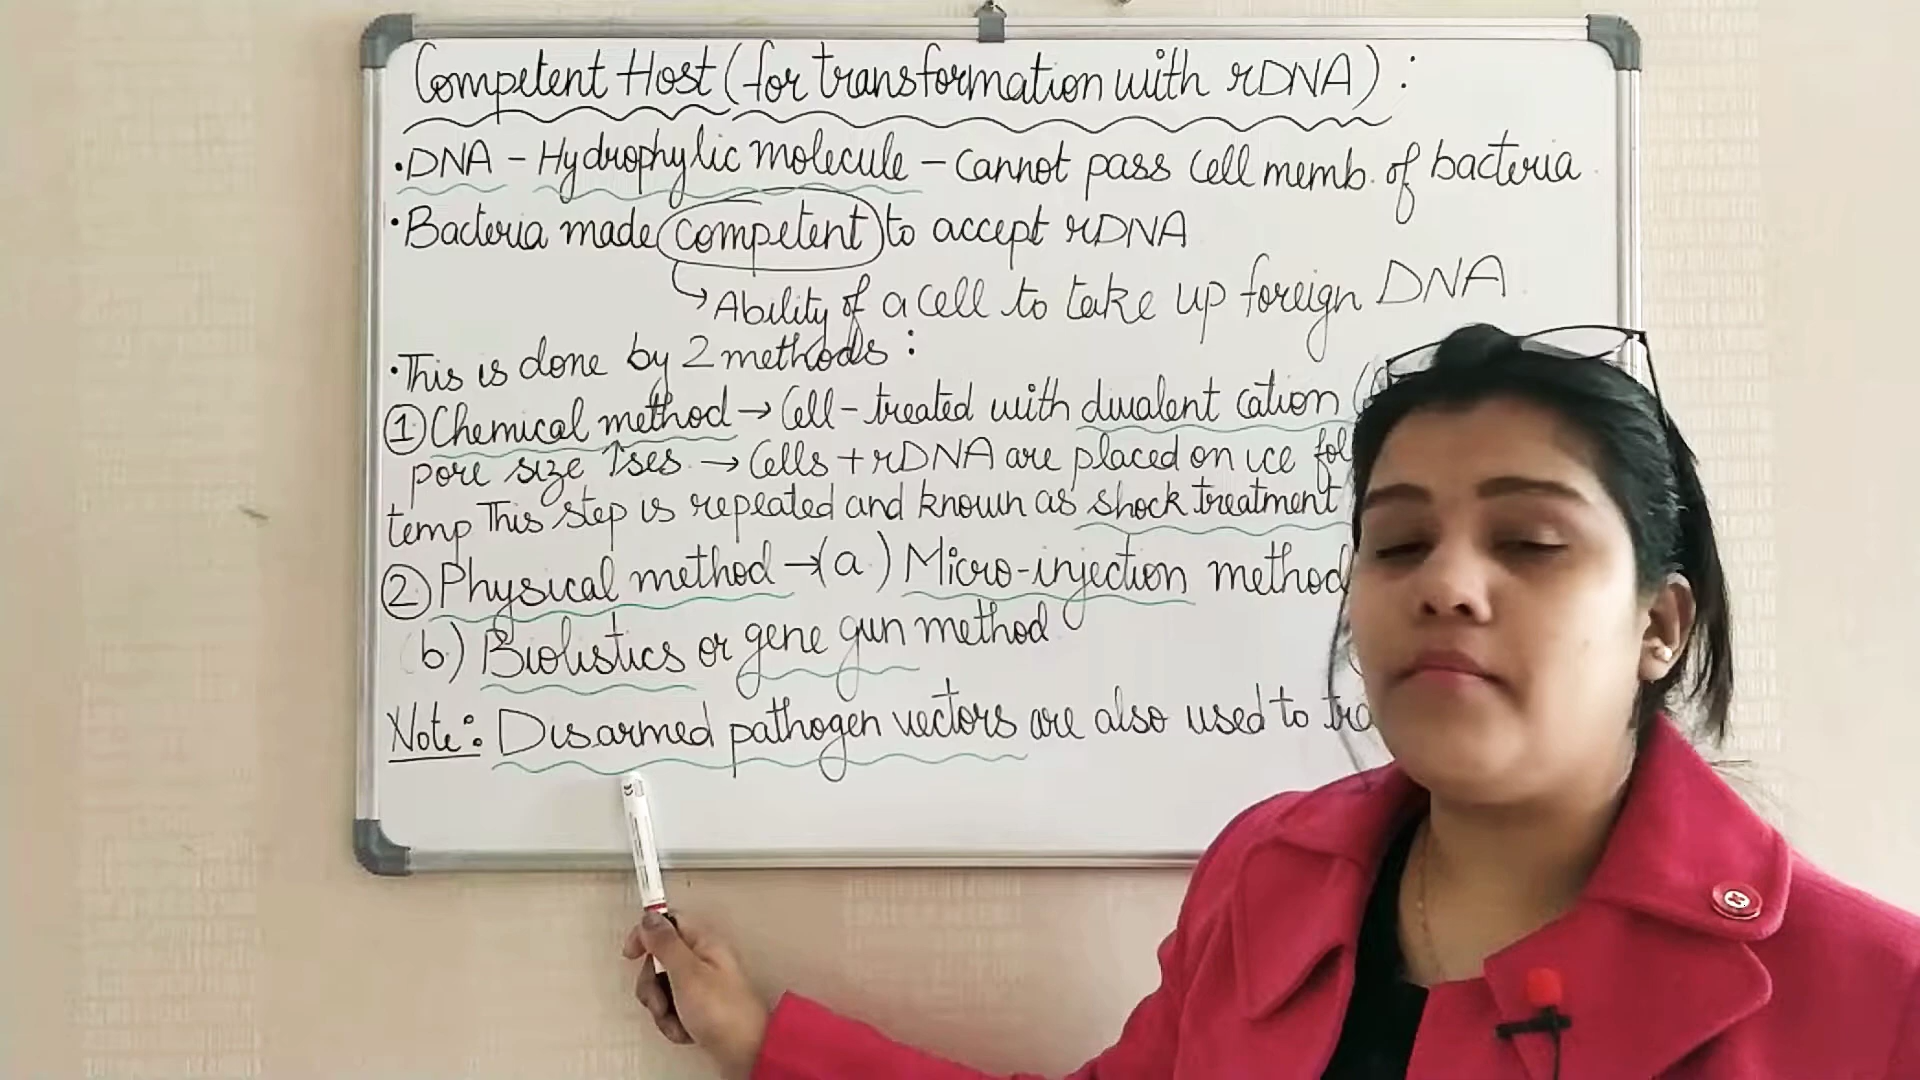 Competent Host (for transformation with rDNA) :
• DNA - Hydrophylic molecule - Cannot pass cell memb. of bacteria
• Bacteria made competent to accept rDNA
↳ Ability of a cell to take up foreign DNA
• This is done by 2 methods :
① Chemical method → Cell - treated with divalent cation (
pore size ↑ses → Cells + rDNA are placed on ice
temp This step is repeated and known as shock treatment
② Physical method → (a.) Micro-injection method
(b) Biolistics or gene gun method
Note: Disarmed pathogen vectors are also used to